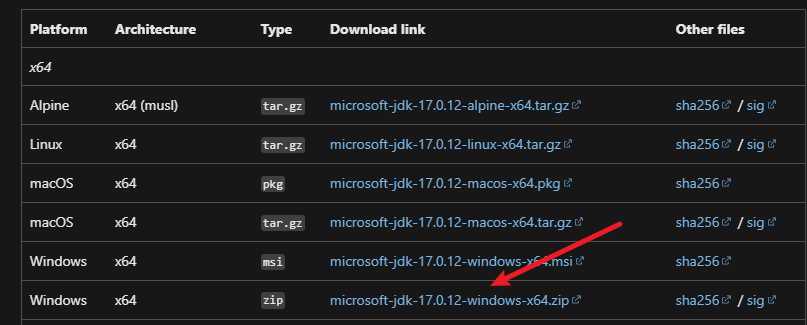 Platform Architecture Type Download link Other files
x64
Alpine x64 (musl) tar.gz microsoft-jdk-17.0.12-alpine-x64.tar.gz sha256 / sig
Linux x64 tar.gz microsoft-jdk-17.0.12-linux-x64.tar.gz sha256 / sig
macOS x64 pkg microsoft-jdk-17.0.12-macos-x64.pkg sha256
macOS x64 tar.gz microsoft-jdk-17.0.12-macos-x64.tar.gz sha256 / sig
Windows x64 msi microsoft-jdk-17.0.12-windows-x64.msi sha256
Windows x64 zip microsoft-jdk-17.0.12-windows-x64.zip sha256 / sig